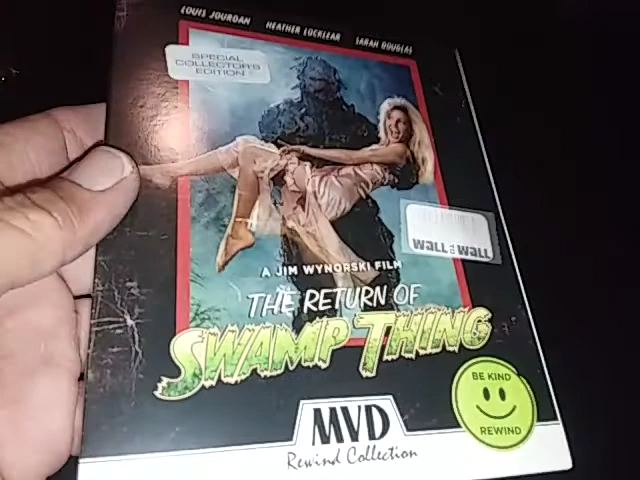 LOUIS JOURDAN HEATHER LOCKLEAR SARAH DOUGLAS
SPECIAL
COLLECTOR'S
EDITION
WALL TO WALL
A JIM WYNORSKI FILM
THE RETURN OF
SWAMP THING
BE KIND
REWIND
MVD
Rewind Collection